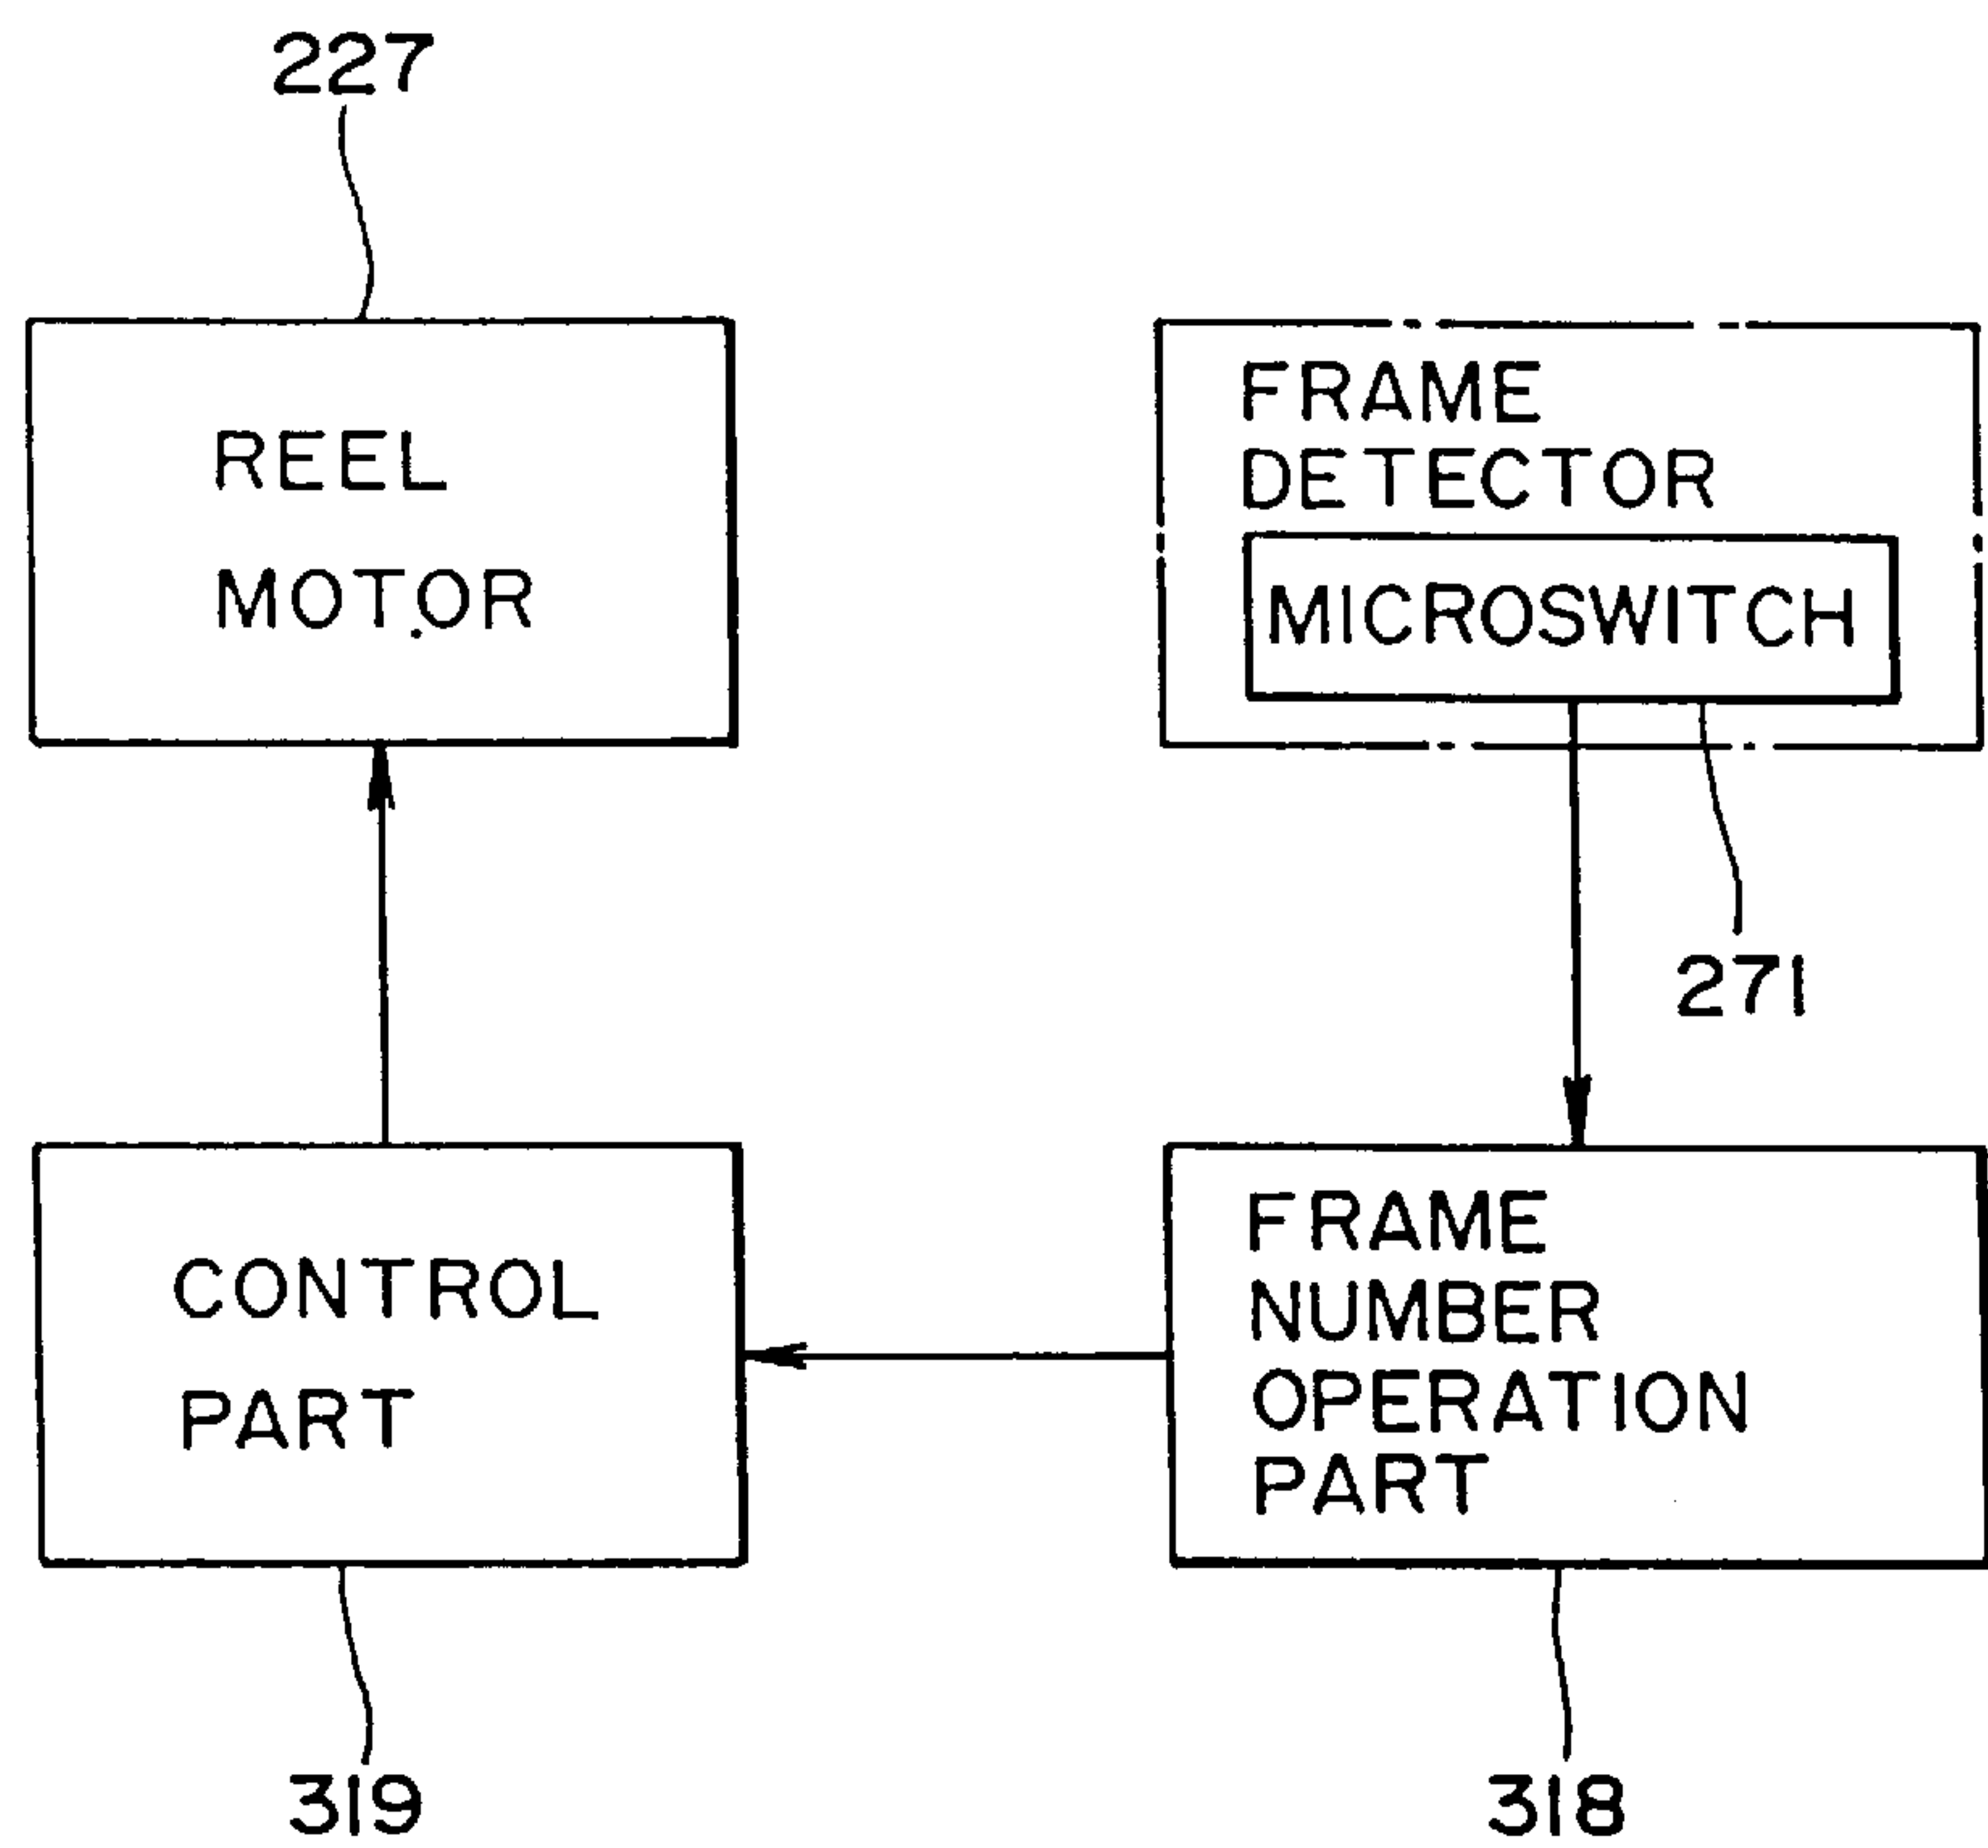 227
REEL
MOTOR
FRAME
DETECTOR
MICROSWITCH
271
CONTROL
PART
FRAME
NUMBER
OPERATION
PART
319
318